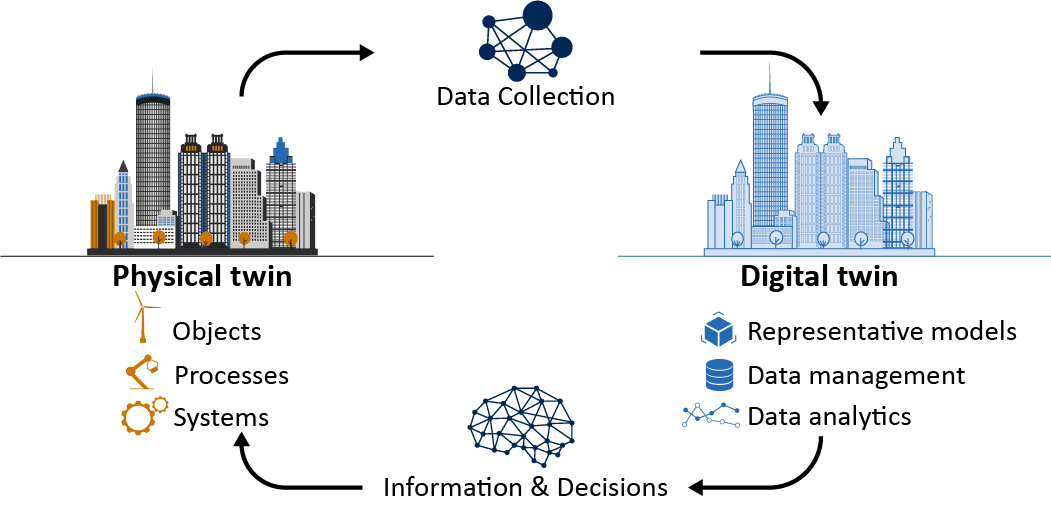 Data Collection
Physical twin
Digital twin
Objects
Representative models
Processes
Data management
Systems
Data analytics
Information & Decisions